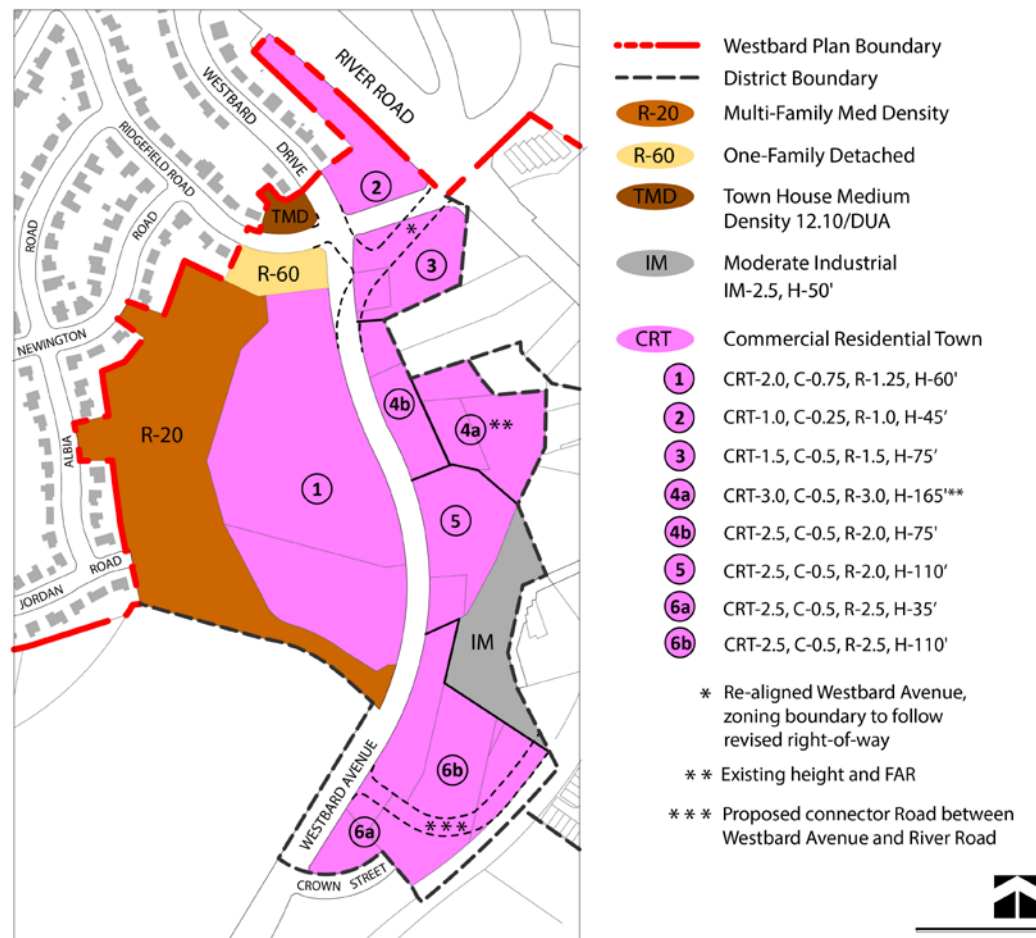 RIVER ROAD
WESTBARD
DRIVE
RIDGEFIELD ROAD
ROAD
ROAD
NEWINGTON
ALBIA
JORDAN
ROAD
2
TMD
*
3
R-60
4b
4a
**
R-20
1
5
IM
6b
***
6a
WESTBARD AVENUE
CROWN STREET
Westbard Plan Boundary
District Boundary
R-20 Multi-Family Med Density
R-60 One-Family Detached
TMD Town House Medium
Density 12.10/DUA
IM Moderate Industrial
IM-2.5, H-50'
CRT Commercial Residential Town
1 CRT-2.0, C-0.75, R-1.25, H-60'
2 CRT-1.0, C-0.25, R-1.0, H-45′
3 CRT-1.5, C-0.5, R-1.5, H-75′
4a CRT-3.0, C-0.5, R-3.0, H-165'**
4b CRT-2.5, C-0.5, R-2.0, H-75'
5 CRT-2.5, C-0.5, R-2.0, H-110′
6a CRT-2.5, C-0.5, R-2.5, H-35′
6b CRT-2.5, C-0.5, R-2.5, H-110'
* Re-aligned Westbard Avenue,
zoning boundary to follow
revised right-of-way
** Existing height and FAR
*** Proposed connector Road between
Westbard Avenue and River Road